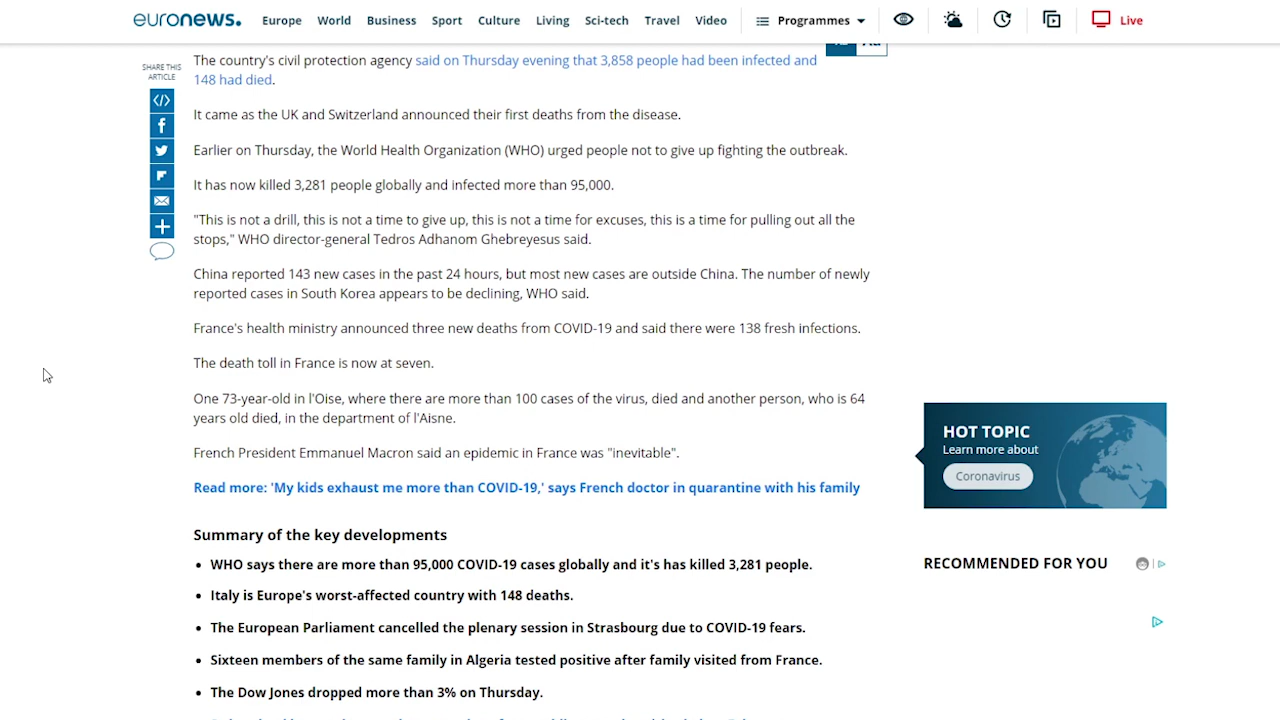 euronews.
Europe World Business Sport Culture Living Sci-tech Travel Video Programmes Live
SHARE THIS
ARTICLE
The country's civil protection agency said on Thursday evening that 3,858 people had been infected and
148 had died.
It came as the UK and Switzerland announced their first deaths from the disease.
Earlier on Thursday, the World Health Organization (WHO) urged people not to give up fighting the outbreak.
It has now killed 3,281 people globally and infected more than 95,000.
"This is not a drill, this is not a time to give up, this is not a time for excuses, this is a time for pulling out all the
stops," WHO director-general Tedros Adhanom Ghebreyesus said.
China reported 143 new cases in the past 24 hours, but most new cases are outside China. The number of newly
reported cases in South Korea appears to be declining, WHO said.
France's health ministry announced three new deaths from COVID-19 and said there were 138 fresh infections.
The death toll in France is now at seven.
One 73-year-old in l'Oise, where there are more than 100 cases of the virus, died and another person, who is 64
years old died, in the department of l'Aisne.
French President Emmanuel Macron said an epidemic in France was "inevitable".
Read more: 'My kids exhaust me more than COVID-19,' says French doctor in quarantine with his family
Summary of the key developments
• WHO says there are more than 95,000 COVID-19 cases globally and it's has killed 3,281 people.
• Italy is Europe's worst-affected country with 148 deaths.
• The European Parliament cancelled the plenary session in Strasbourg due to COVID-19 fears.
• Sixteen members of the same family in Algeria tested positive after family visited from France.
• The Dow Jones dropped more than 3% on Thursday.
HOT TOPIC
Learn more about
Coronavirus
RECOMMENDED FOR YOU